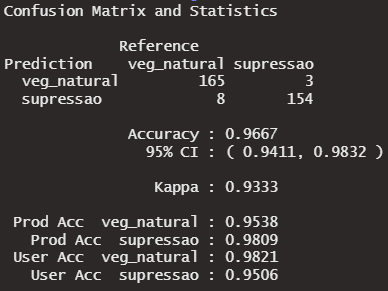 Confusion Matrix and Statistics
Reference
Prediction veg_natural supressao
veg_natural 165 3
supressao 8 154
Accuracy : 0.9667
95% CI : ( 0.9411, 0.9832 )
Kappa : 0.9333
Prod Acc veg_natural : 0.9538
Prod Acc supressao : 0.9809
User Acc veg_natural : 0.9821
User Acc supressao : 0.9506